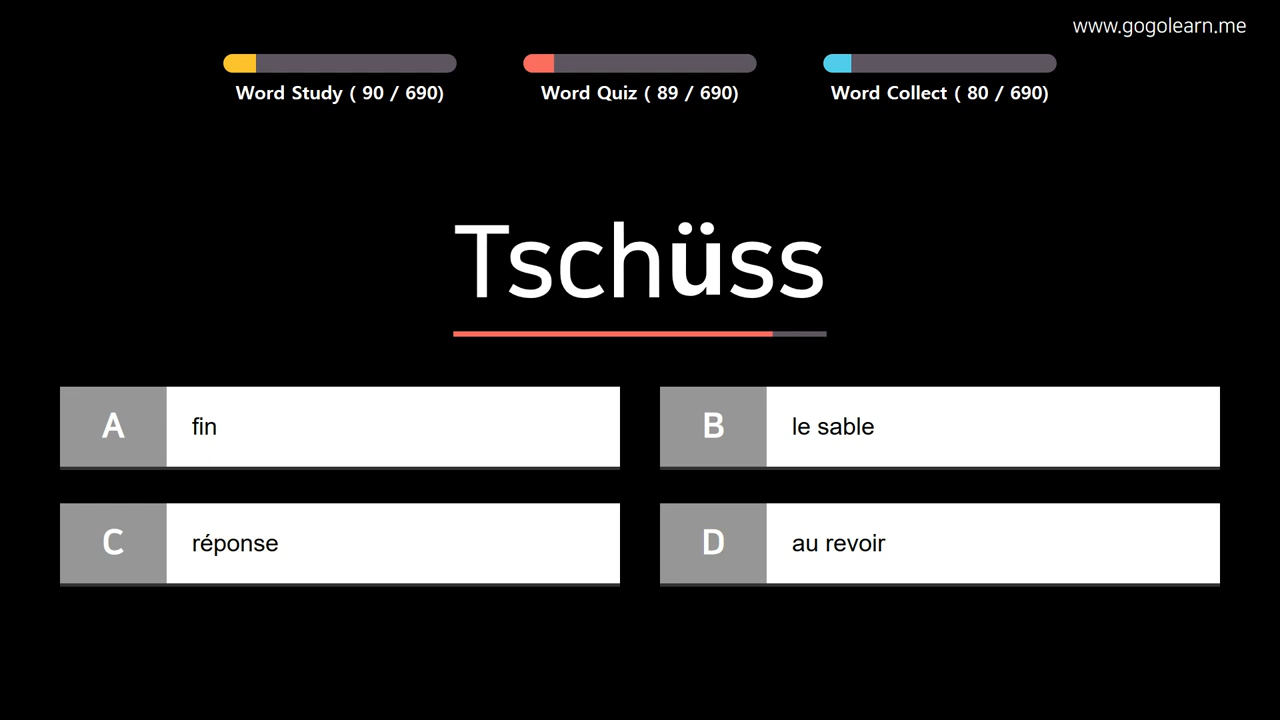 www.gogolearn.me
Word Study ( 90 / 690)
Word Quiz ( 89 / 690)
Word Collect ( 80 / 690)
Tschüss
A fin
B le sable
C réponse
D au revoir